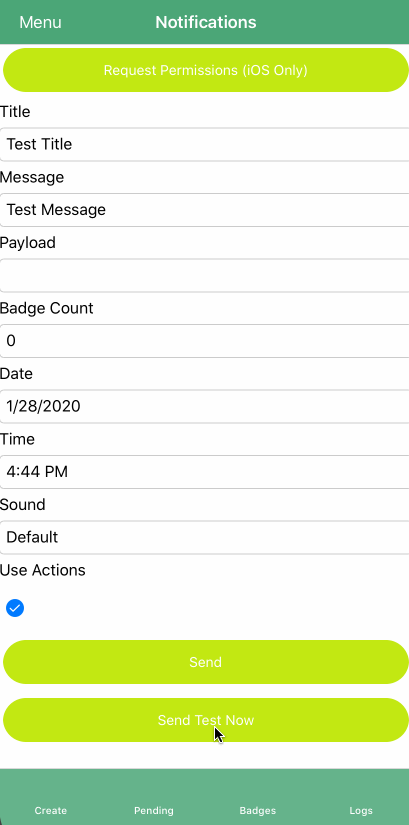 Menu Notifications
Request Permissions (iOS Only)
Title
Test Title
Message
Test Message
Payload
Badge Count
0
Date
1/28/2020
Time
4:44 PM
Sound
Default
Use Actions
Send
Send Test Now
Create Pending Badges Logs